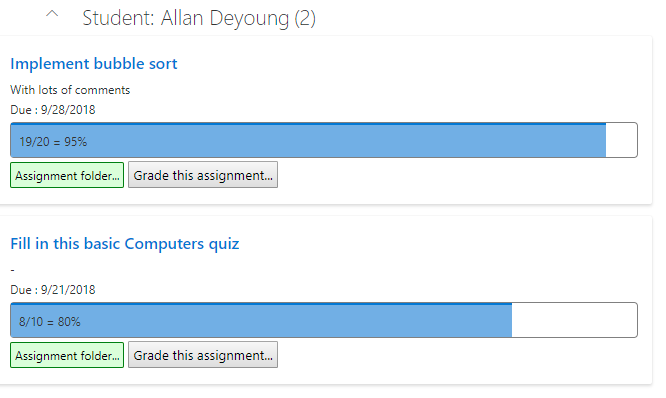 Student: Allan Deyoung (2)
Implement bubble sort
With lots of comments
Due : 9/28/2018
19/20 = 95%
Assignment folder... Grade this assignment...
Fill in this basic Computers quiz
-
Due : 9/21/2018
8/10 = 80%
Assignment folder... Grade this assignment...